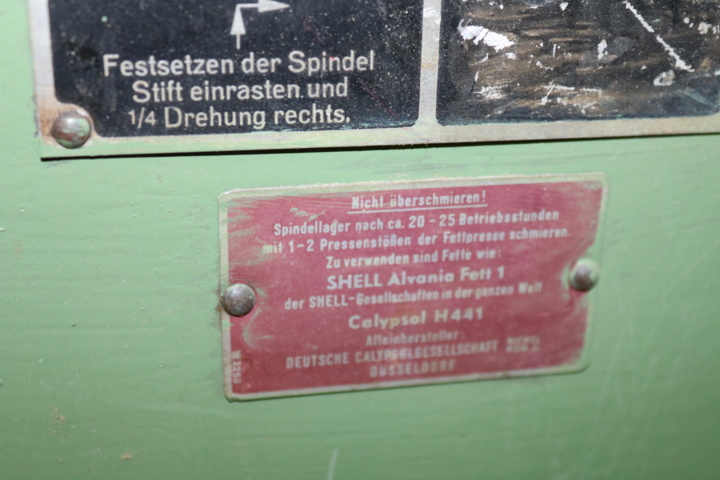 Festsetzen der Spindel
Stift einrasten und
1/4 Drehung rechts.
Nicht überschmieren!
Spindellager nach ca. 20-25 Betriebsstunden
mit 1-2 Pressenstößen der Fettpresse schmieren.
Zu verwenden sind Fette wie:
SHELL Alvania Fett 1
der SHELL-Gesellschaften in der ganzen Welt
Calypsol H441
Alleinhersteller:
DEUTSCHE CALYPSOLGESELLSCHAFT
DÜSSELDORF